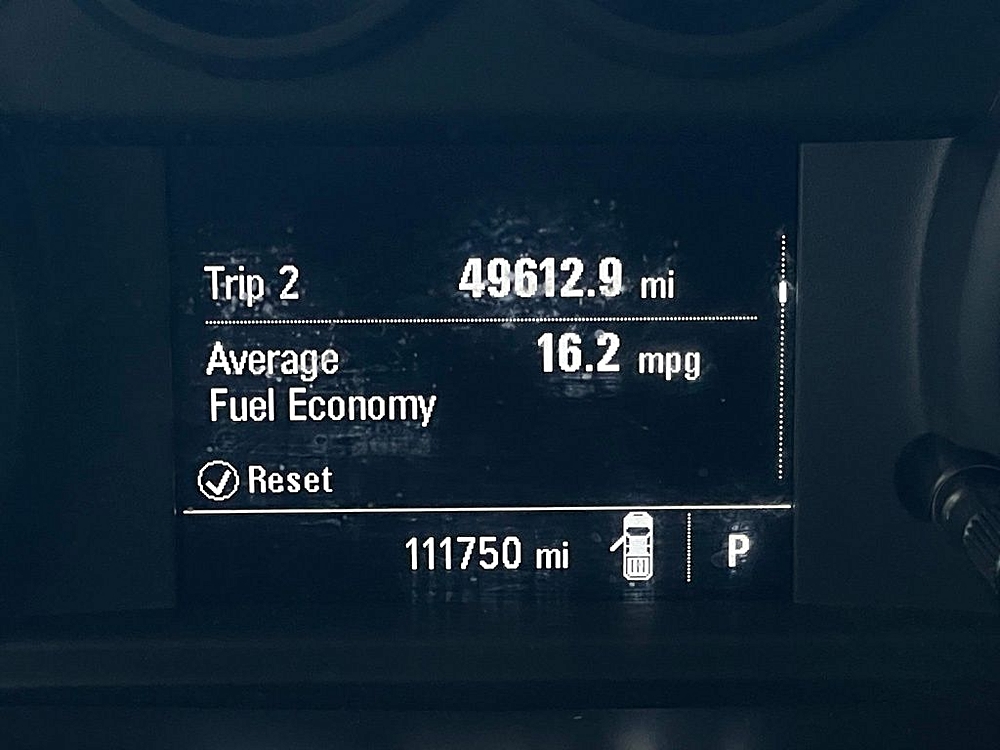 Trip 2 49612.9 mi
Average 16.2 mpg
Fuel Economy
Reset
111750 mi P